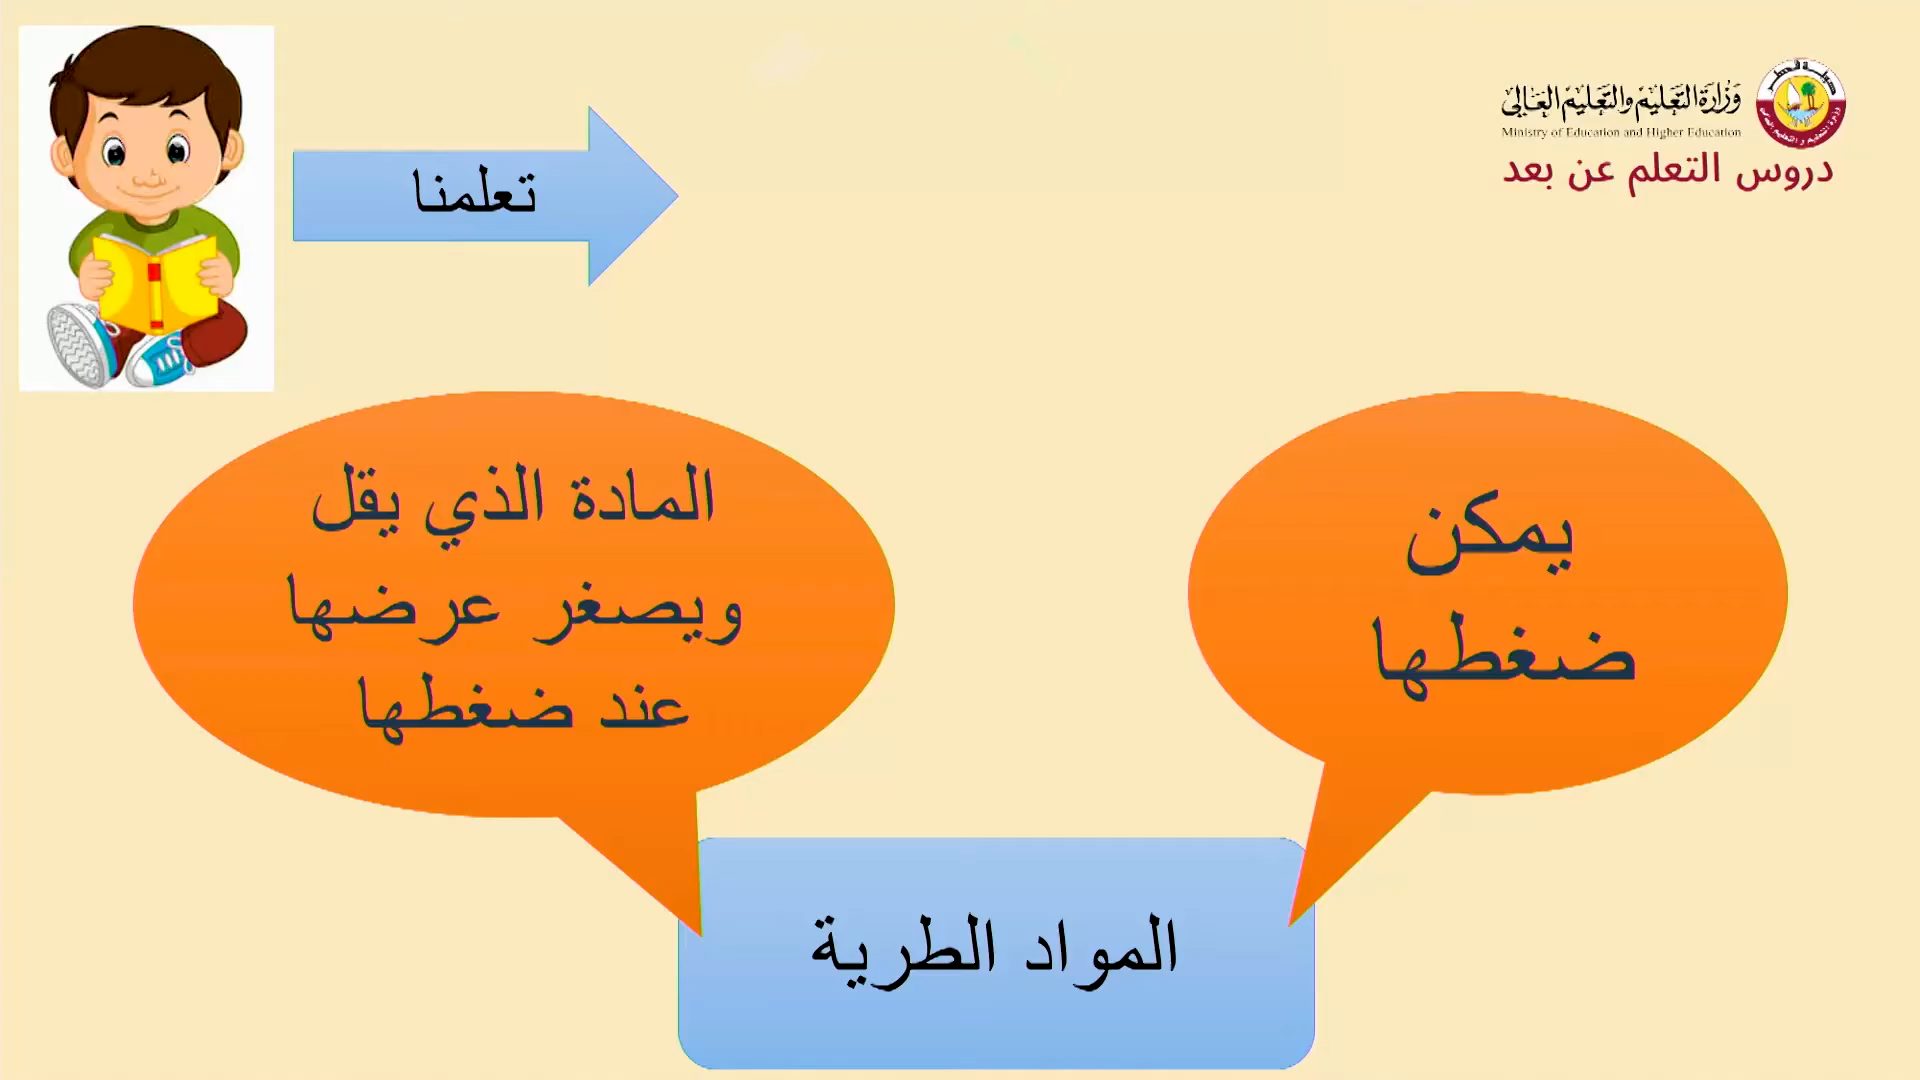 وزارة التعليم والتعليم العالي
Ministry of Education and Higher Education
دروس التعلم عن بعد
تعلمنا
يمكن
ضغطها
المادة الذي يقل
ويصغر عرضها
عند ضغطها
المواد الطرية